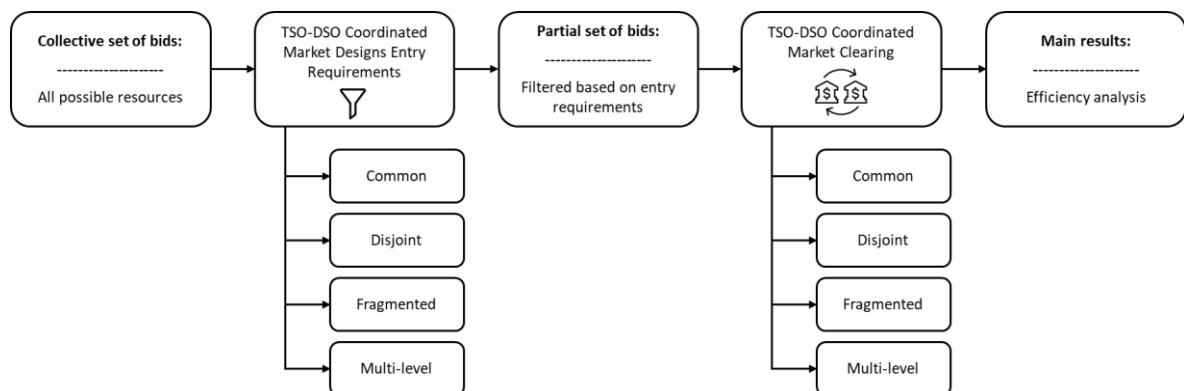 Collective set of bids:
---------------------
All possible resources
TSO-DSO Coordinated
Market Designs Entry
Requirements
Partial set of bids:
---------------------
Filtered based on entry
requirements
TSO-DSO Coordinated
Market Clearing
$ $
Main results:
---------------------
Efficiency analysis
Common
Disjoint
Fragmented
Multi-level
Common
Disjoint
Fragmented
Multi-level